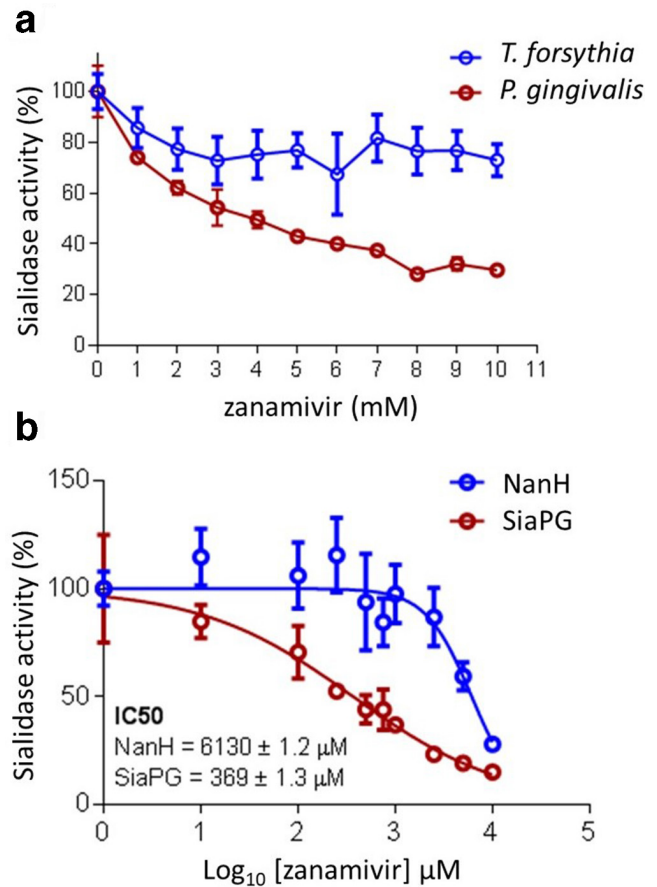 a
T. forsythia
P. gingivalis
Sialidase activity (%)
100
80
60
40
20
0
0 1 2 3 4 5 6 7 8 9 10 11
zanamivir (mM)
b
NanH
SiaPG
Sialidase activity (%)
150
100
50
0
IC50
NanH = 6130 ± 1.2 µM
SiaPG = 369 ± 1.3 µM
0 1 2 3 4 5
Log10 [zanamivir] µM